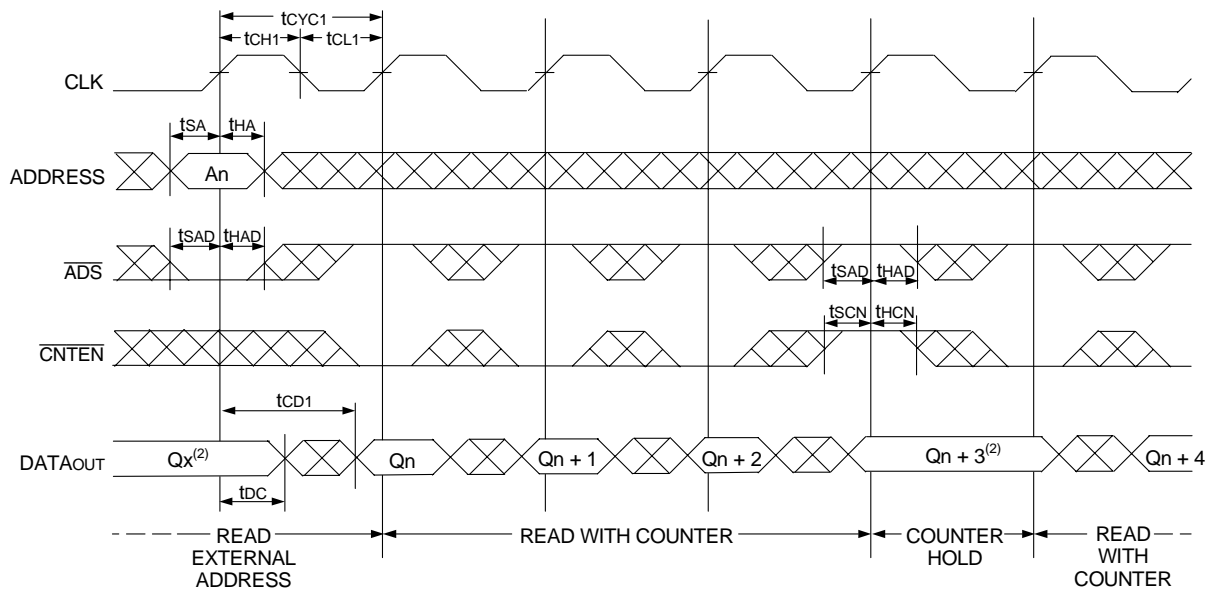 tCYC1
tCH1 tCL1
CLK
tSA tHA
ADDRESS An
tSAD tHAD
ADS tSAD tHAD
tSCN tHCN
CNTEN
tCD1
DATAOUT Qx(2) Qn Qn + 1 Qn + 2 Qn + 3(2) Qn + 4
tDC
READ EXTERNAL ADDRESS
READ WITH COUNTER
COUNTER HOLD
READ WITH COUNTER